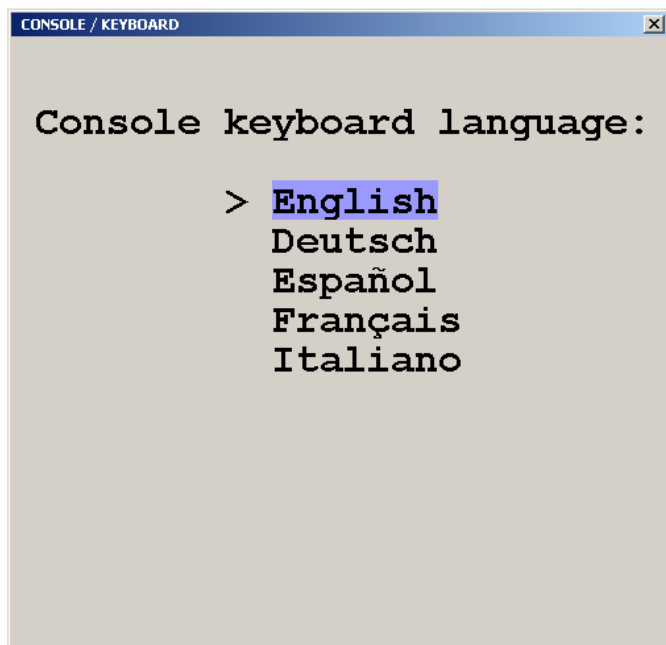 CONSOLE / KEYBOARD
Console keyboard language:
> English
Deutsch
Español
Français
Italiano